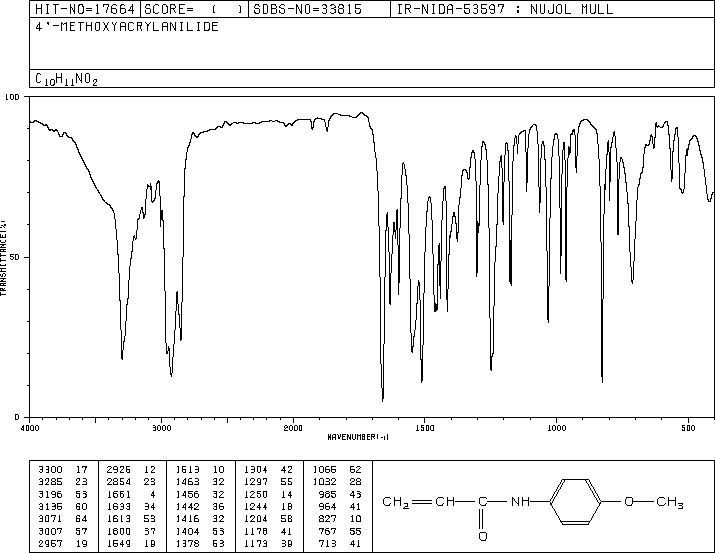 HIT-NO=17664 SCORE= ( ) SDBS-NO=33815 IR-NIDA-53597 : NUJOL MULL
4'-METHOXYACRYLANILIDE
C10H11NO2
100
50
0
TRANSMITTANCE(%)
4000 3000 2000 1500 1000 500
WAVENUMBER(-1)
3300 17 2926 12 1513 10 1304 42 1066 62
3285 23 2854 23 1463 32 1297 55 1032 28
3196 53 1661 4 1456 32 1250 14 985 43
3135 60 1633 34 1442 36 1244 18 964 41
3071 64 1613 53 1416 32 1204 58 827 10
3007 57 1600 37 1404 53 1178 41 767 55
2957 19 1549 19 1378 53 1173 39 713 41
CH2 CH C NH O CH3
O